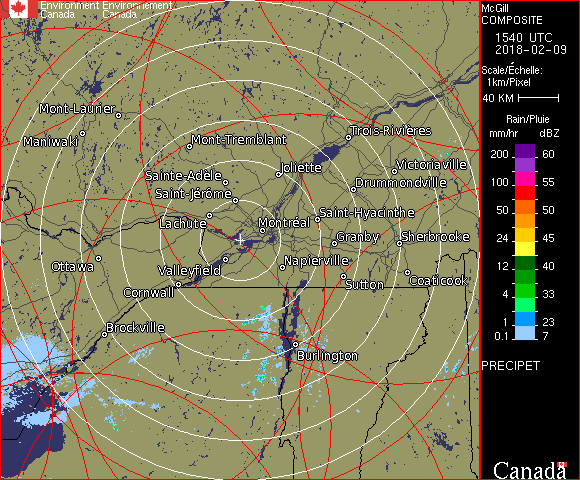 Environment Environnement
Canada Canada
McGill
COMPOSITE
1540 UTC
2018-02-09
Scale/Échelle:
1km/Pixel
40 KM
Rain/Pluie
mm/hr dBZ
200 60
155
100 55
50 50
24 45
12 40
4 33
1 23
0.1 7
PRECIPET
Canada
Mont-Laurier
Maniwaki
Mont-Tremblant
Trois-Rivières
Joliette
Victoriaville
Sainte-Adèle
Drummondville
Saint-Jérôme
Lachute
Montréal
Saint-Hyacinthe
Granby
Sherbrooke
Ottawa
Valleyfield
Napierville
Cornwall
Sutton
Coaticook
Brockville
Burlington